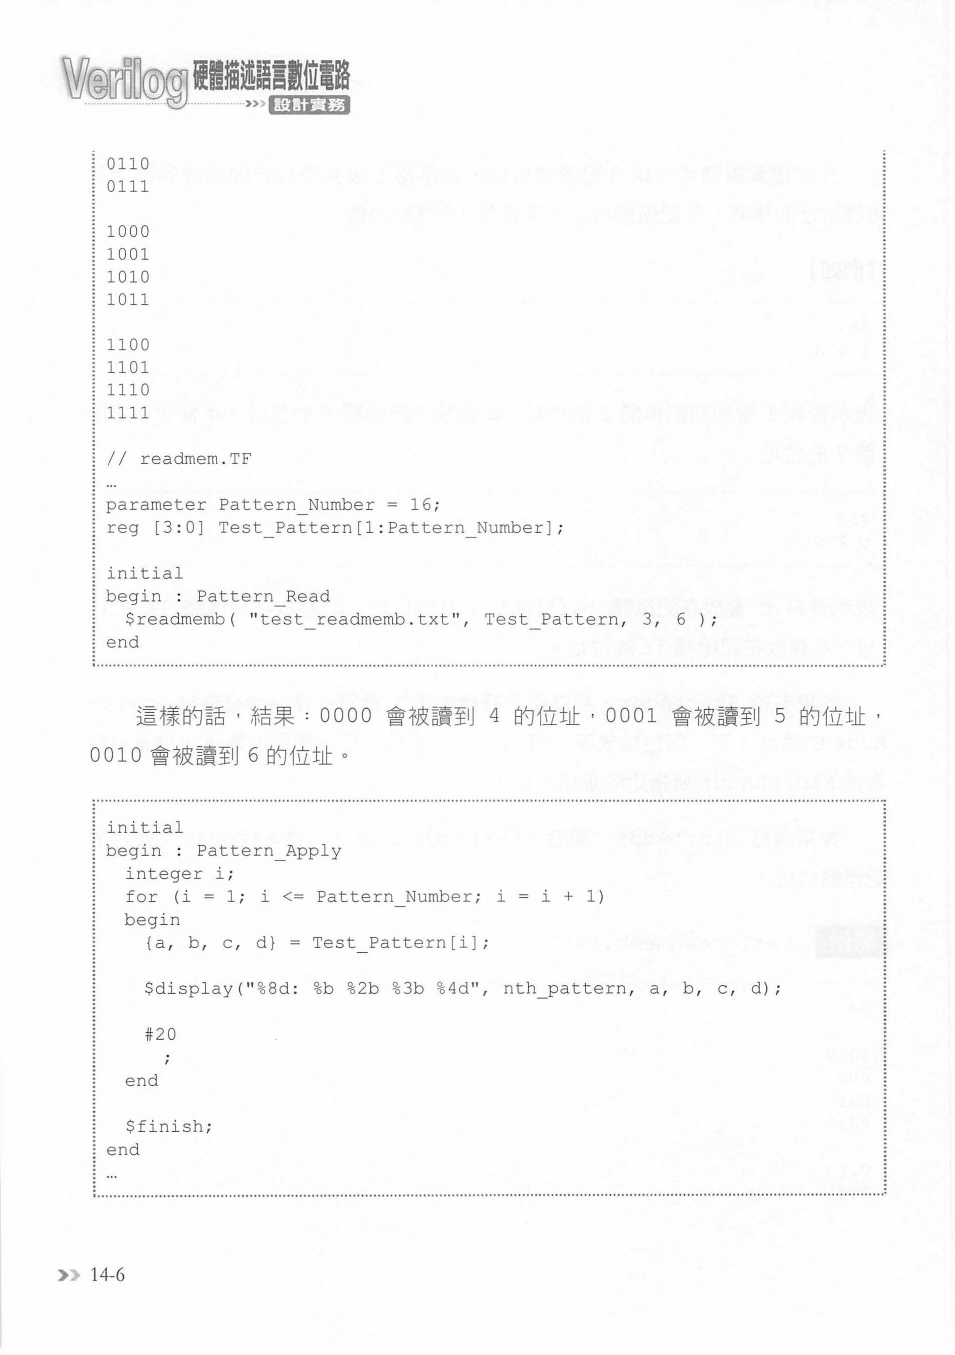 Verilog 硬體描述語言數位電路
設計實務
0110
0111
1000
1001
1010
1011
1100
1101
1110
1111
// readmem.TF
…
parameter Pattern_Number = 16;
reg [3:0] Test_Pattern[1:Pattern_Number];
initial
begin : Pattern_Read
$readmemb( "test_readmemb.txt", Test_Pattern, 3, 6 );
end
這樣的話，結果：0000 會被讀到 4 的位址，0001 會被讀到 5 的位址，
0010 會被讀到 6 的位址。
initial
begin : Pattern_Apply
integer i;
for (i = 1; i <= Pattern_Number; i = i + 1)
begin
{a, b, c, d} = Test_Pattern[i];
$display("%8d: %b %2b %3b %4d", nth_pattern, a, b, c, d);
#20
;
end
$finish;
end
…
14-6